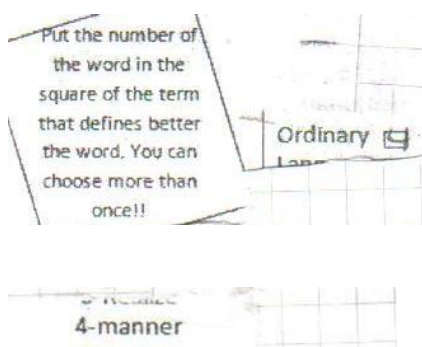 Put the number of
the word in the
square of the term
that defines better
the word. You can
choose more than
once!!
Ordinary
4-manner